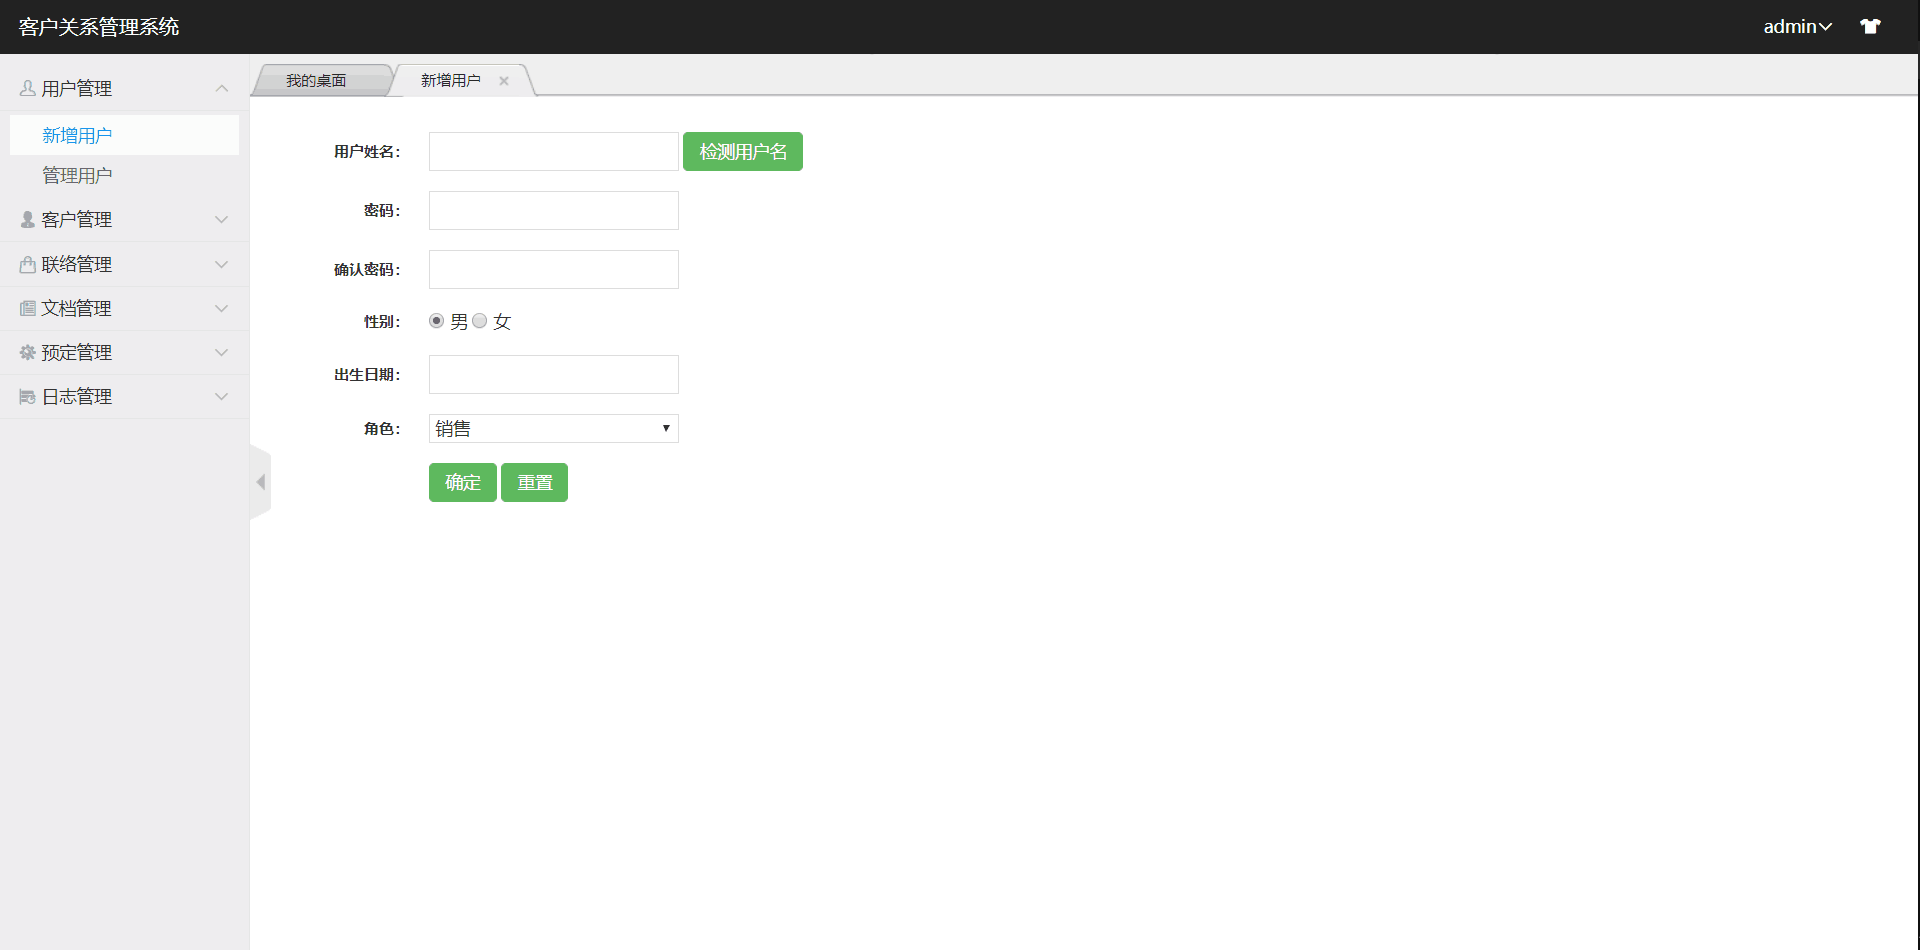 客户关系管理系统
admin
用户管理
新增用户
管理用户
客户管理
联络管理
文档管理
预定管理
日志管理
我的桌面
新增用户
用户姓名：
检测用户名
密码：
确认密码：
性别：
男 女
出生日期：
角色：
销售
确定 重置